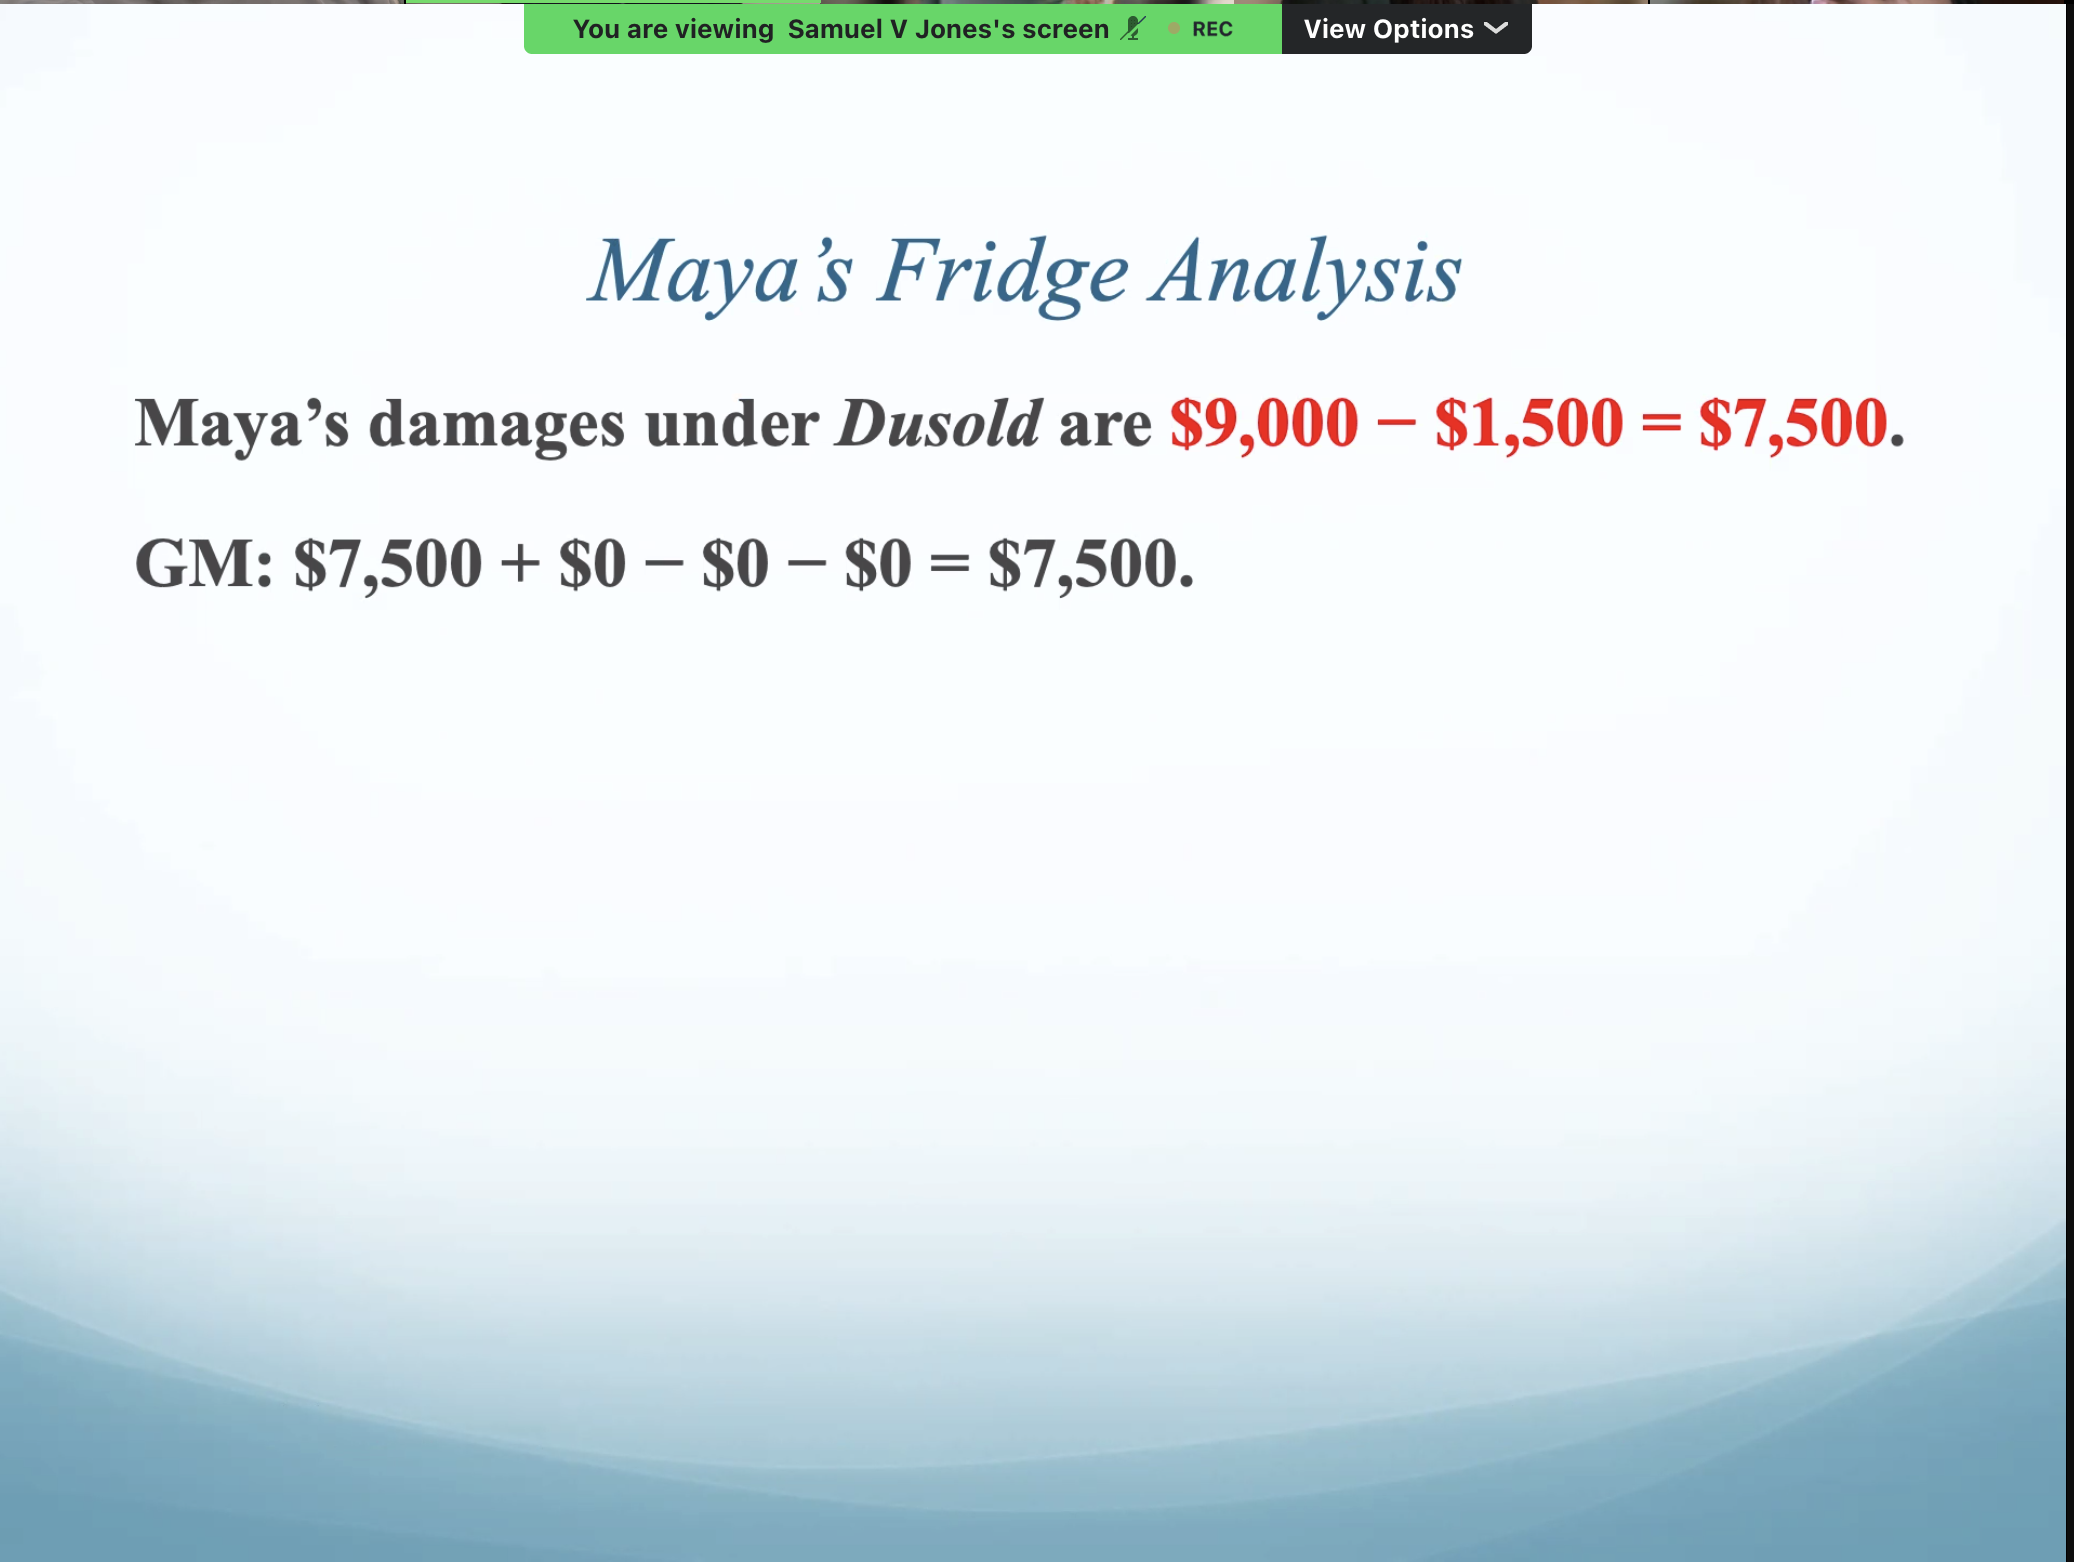 You are viewing Samuel V Jones's screen REC View Options
Maya’s Fridge Analysis
Maya’s damages under Dusold are $9,000 – $1,500 = $7,500.
GM: $7,500 + $0 – $0 – $0 = $7,500.